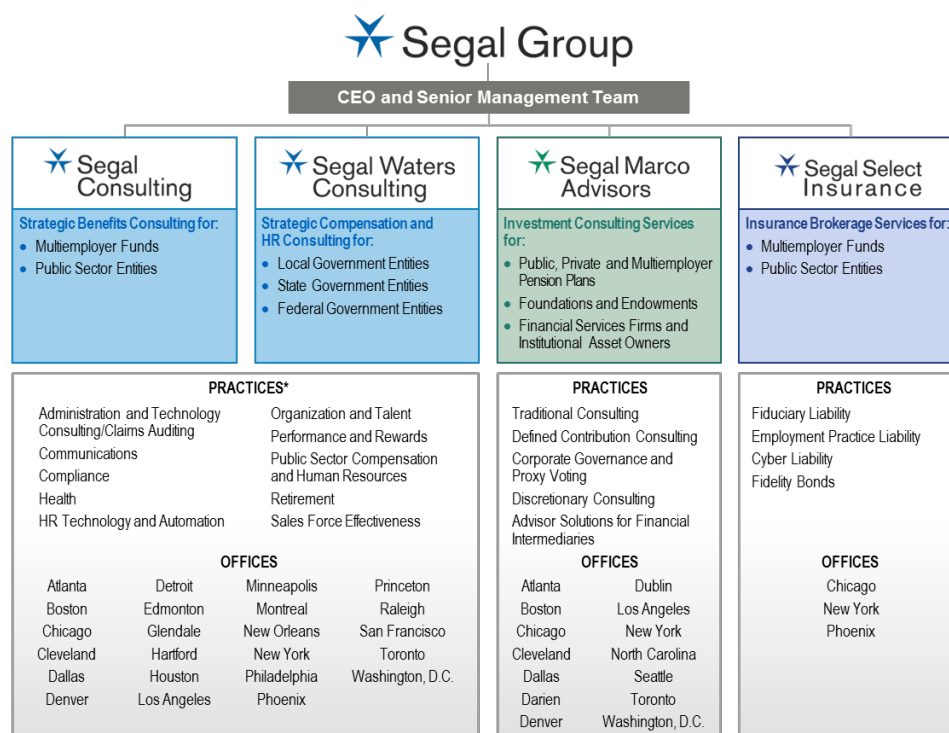 Segal Group
CEO and Senior Management Team
Segal
Consulting
Strategic Benefits Consulting for:
• Multiemployer Funds
• Public Sector Entities
Segal Waters
Consulting
Strategic Compensation and
HR Consulting for:
• Local Government Entities
• State Government Entities
• Federal Government Entities
Segal Marco
Advisors
Investment Consulting Services
for:
• Public, Private and Multiemployer
Pension Plans
• Foundations and Endowments
• Financial Services Firms and
Institutional Asset Owners
Segal Select
Insurance
Insurance Brokerage Services for:
• Multiemployer Funds
• Public Sector Entities
PRACTICES*
Administration and Technology
Consulting/Claims Auditing
Communications
Compliance
Health
HR Technology and Automation
Organization and Talent
Performance and Rewards
Public Sector Compensation
and Human Resources
Retirement
Sales Force Effectiveness
OFFICES
Atlanta
Boston
Chicago
Cleveland
Dallas
Denver
Detroit
Edmonton
Glendale
Hartford
Houston
Los Angeles
Minneapolis
Montreal
New Orleans
New York
Philadelphia
Phoenix
Princeton
Raleigh
San Francisco
Toronto
Washington, D.C.
PRACTICES
Traditional Consulting
Defined Contribution Consulting
Corporate Governance and
Proxy Voting
Discretionary Consulting
Advisor Solutions for Financial
Intermediaries
OFFICES
Atlanta
Boston
Chicago
Cleveland
Dallas
Darien
Denver
Dublin
Los Angeles
New York
North Carolina
Seattle
Toronto
Washington, D.C.
PRACTICES
Fiduciary Liability
Employment Practice Liability
Cyber Liability
Fidelity Bonds
OFFICES
Chicago
New York
Phoenix